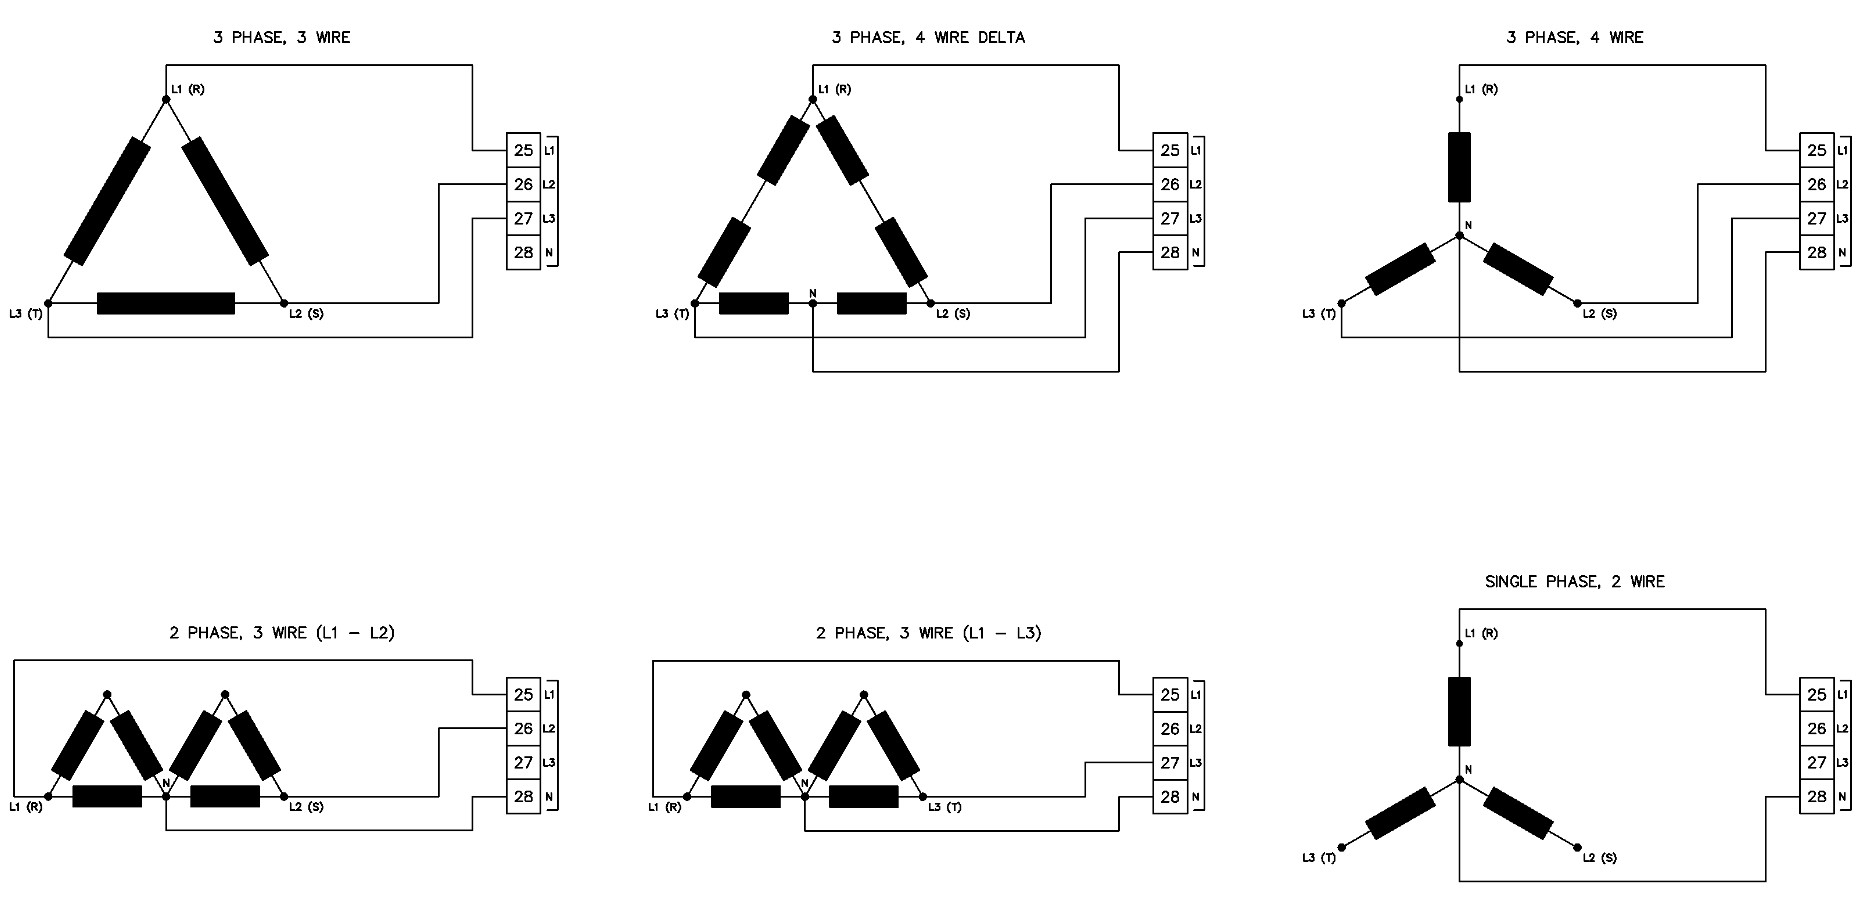 3 PHASE, 3 WIRE
L1 (R)
25 L1
26 L2
27 L3
28 N
L3 (T)
L2 (S)
3 PHASE, 4 WIRE DELTA
L1 (R)
25 L1
26 L2
27 L3
28 N
N
L3 (T)
L2 (S)
3 PHASE, 4 WIRE
L1 (R)
25 L1
26 L2
27 L3
N
28 N
L3 (T)
L2 (S)
2 PHASE, 3 WIRE (L1 - L2)
25 L1
26 L2
27 L3
N
28 N
L1 (R)
L2 (S)
2 PHASE, 3 WIRE (L1 - L3)
25 L1
26 L2
27 L3
N
28 N
L1 (R)
L3 (T)
SINGLE PHASE, 2 WIRE
L1 (R)
25 L1
26 L2
27 L3
N
28 N
L3 (T)
L2 (S)